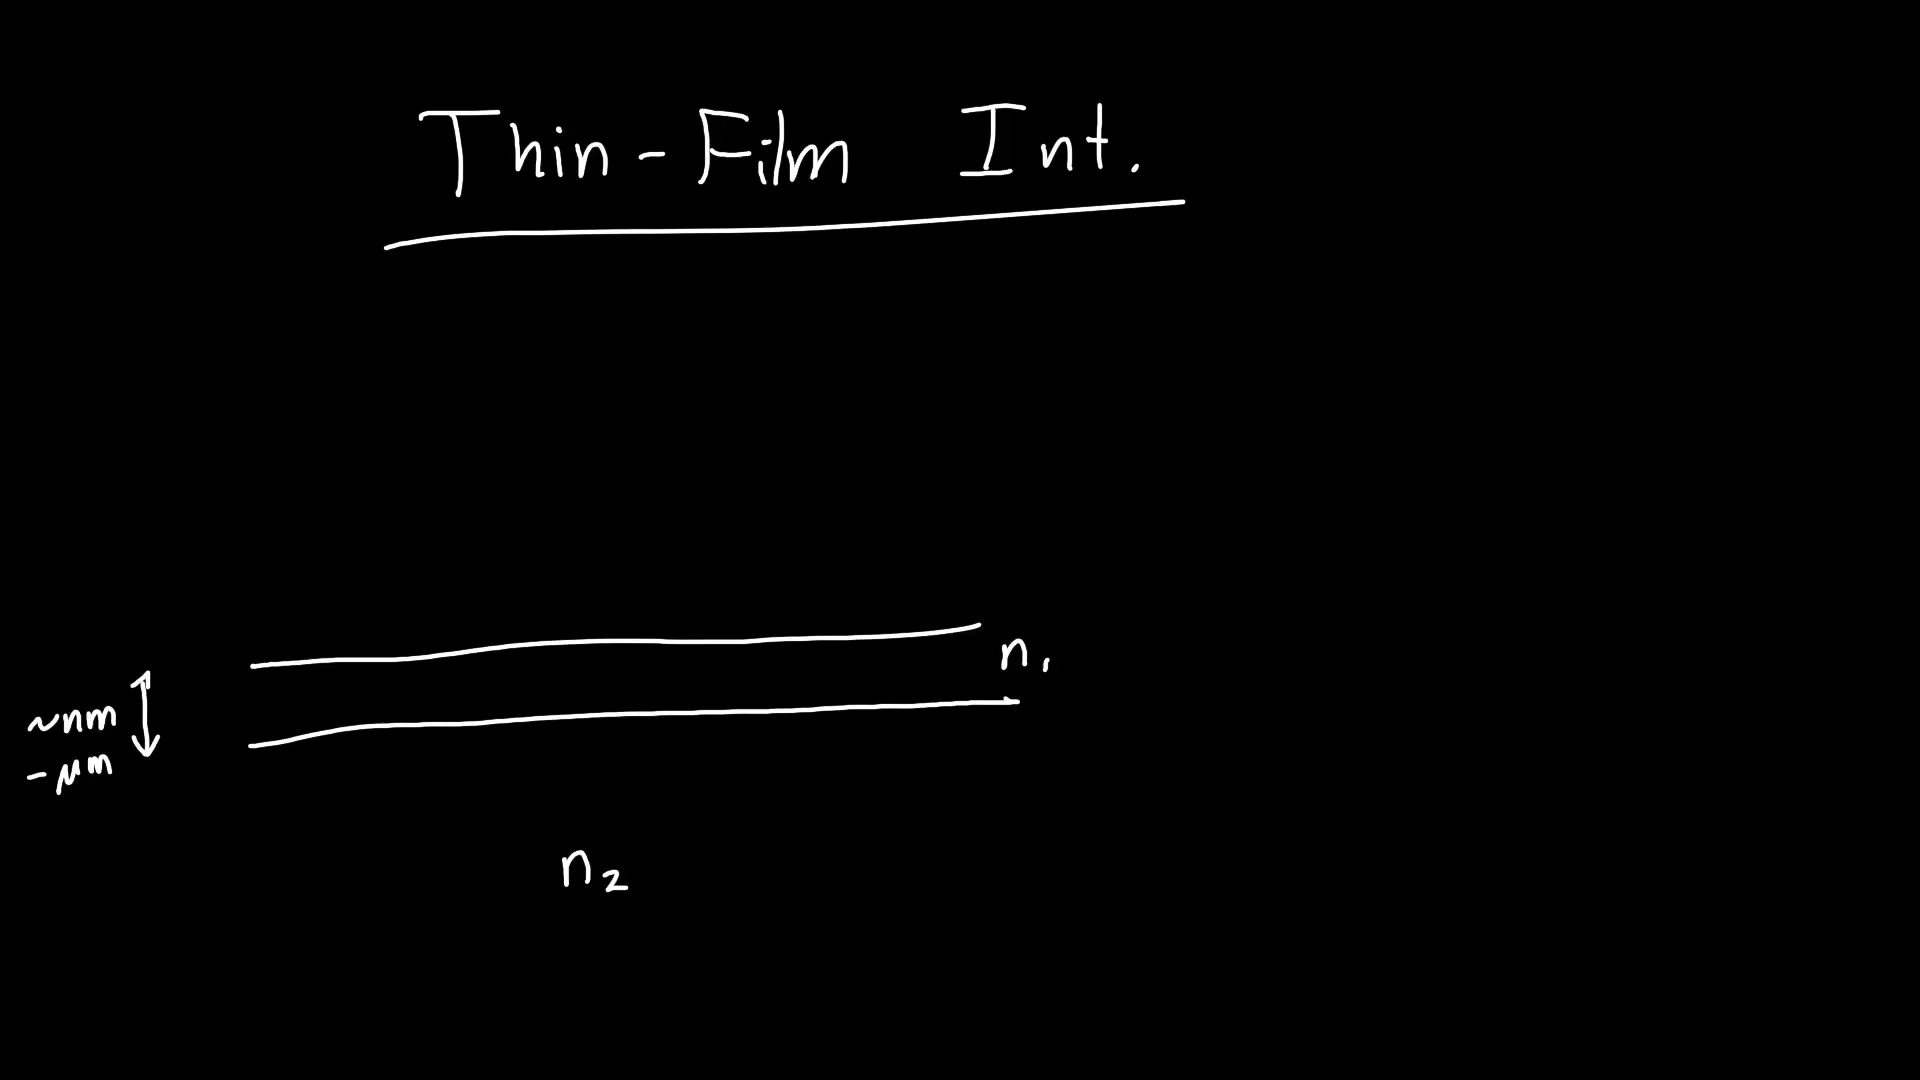 Thin-Film Int.
n₁
~nm
-μm
n₂